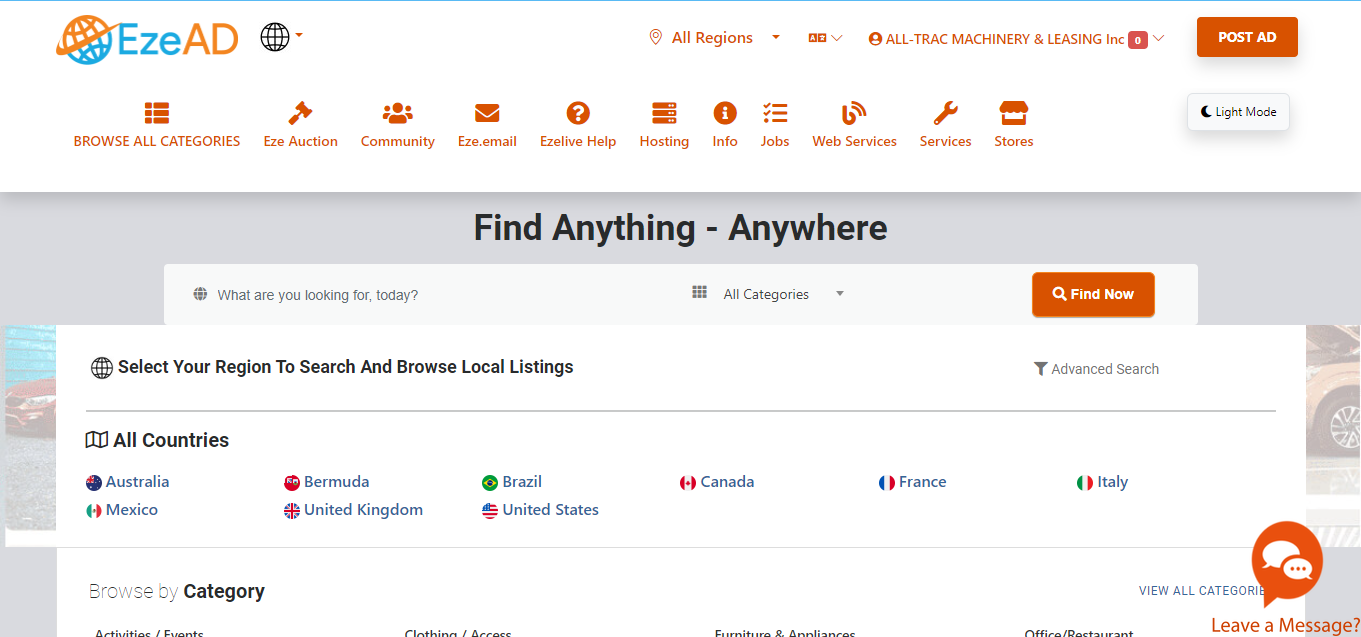 EzeAD
All Regions
ALL-TRAC MACHINERY & LEASING Inc 0
POST AD
BROWSE ALL CATEGORIES
Eze Auction
Community
Eze.email
Ezelive Help
Hosting
Info
Jobs
Web Services
Services
Stores
Light Mode
Find Anything - Anywhere
What are you looking for, today?
All Categories
Find Now
Select Your Region To Search And Browse Local Listings
Advanced Search
All Countries
Australia
Bermuda
Brazil
Canada
France
Italy
Mexico
United Kingdom
United States
Browse by Category
VIEW ALL CATEGORIE
Activities / Events
Clothing / Access
Furniture & Appliances
Office/Restaurant
Leave a Message?